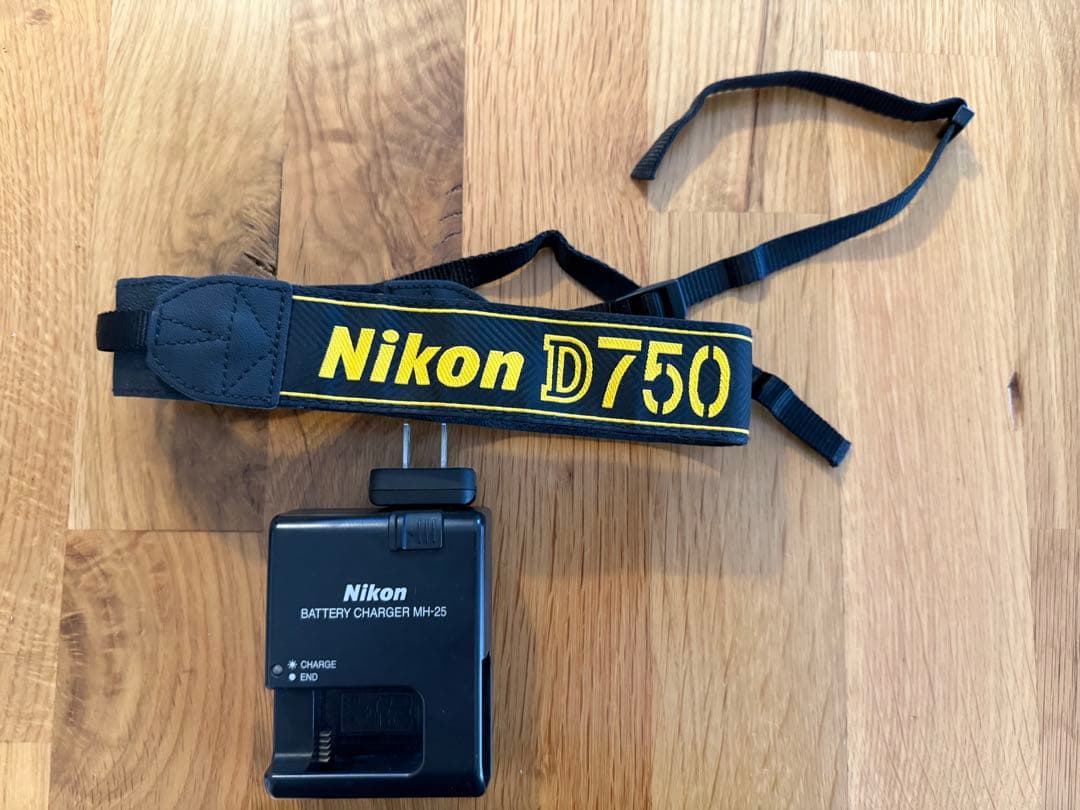 Nikon D750
Nikon
BATTERY CHARGER MH-25
CHARGE
END